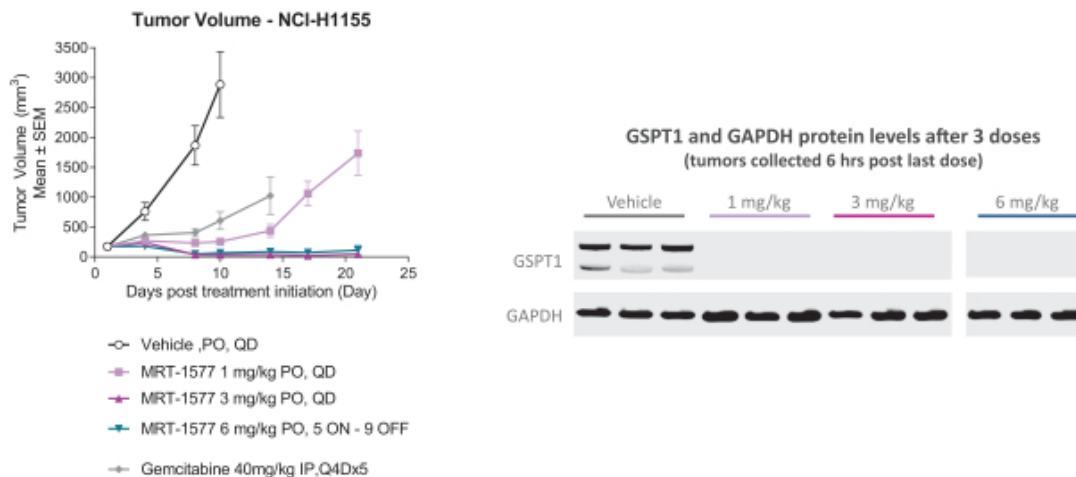 Tumor Volume - NCI-H1155
Tumor Volume (mm³)
Mean ± SEM
3500
3000
2500
2000
1500
1000
500
0
0 5 10 15 20 25
Days post treatment initiation (Day)
Vehicle ,PO, QD
MRT-1577 1 mg/kg PO, QD
MRT-1577 3 mg/kg PO, QD
MRT-1577 6 mg/kg PO, 5 ON - 9 OFF
Gemcitabine 40mg/kg IP,Q4Dx5
GSPT1 and GAPDH protein levels after 3 doses
(tumors collected 6 hrs post last dose)
Vehicle 1 mg/kg 3 mg/kg 6 mg/kg
GSPT1
GAPDH